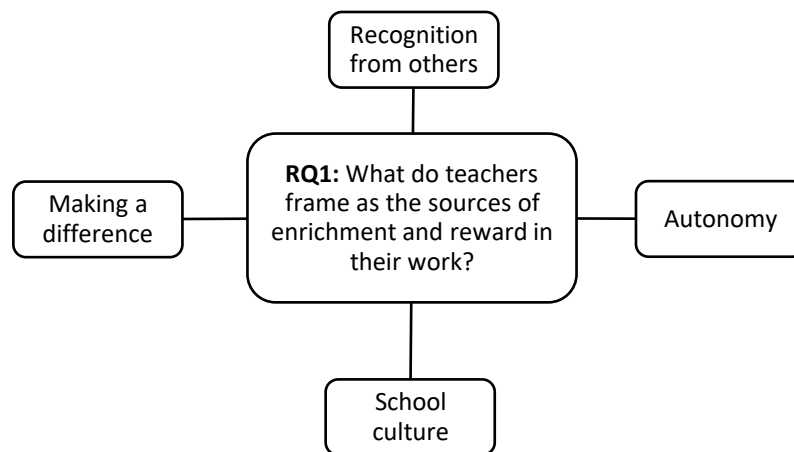 Recognition
from others
RQ1: What do teachers
frame as the sources of
enrichment and reward in
their work?
Making a
difference
Autonomy
School
culture